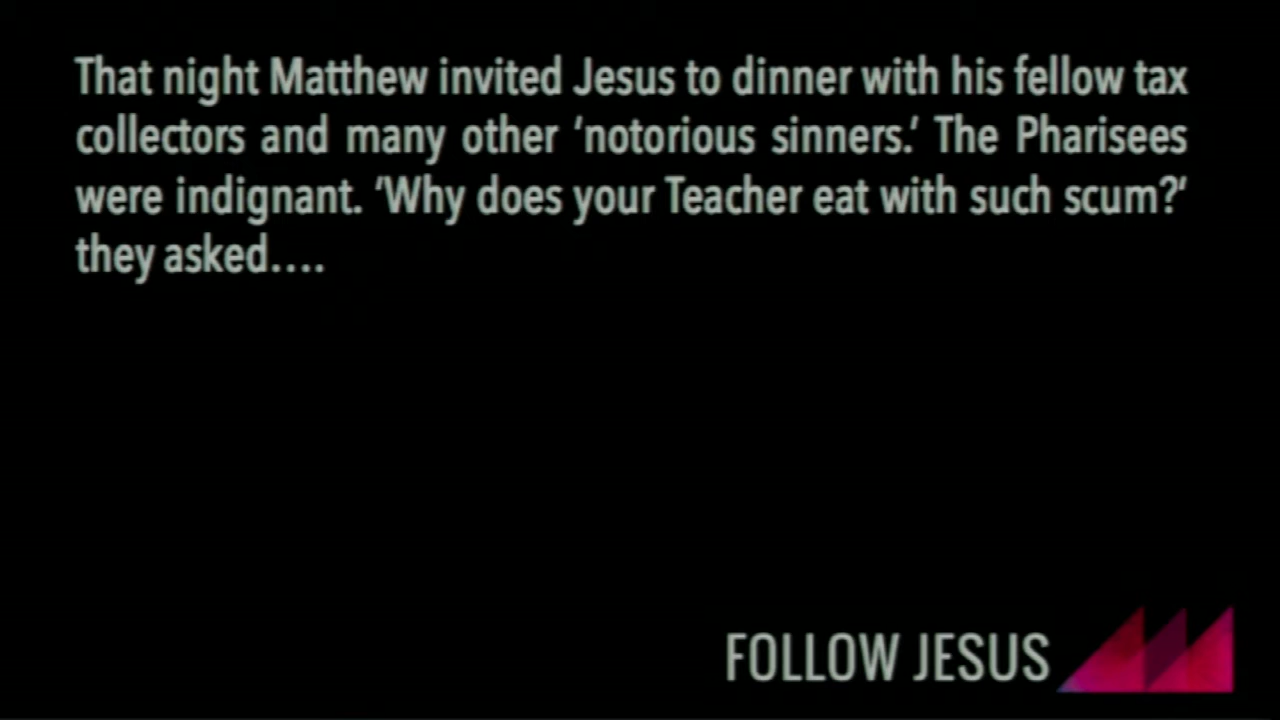 That night Matthew invited Jesus to dinner with his fellow tax
collectors and many other ‘notorious sinners.’ The Pharisees
were indignant. ‘Why does your Teacher eat with such scum?’
they asked....
FOLLOW JESUS